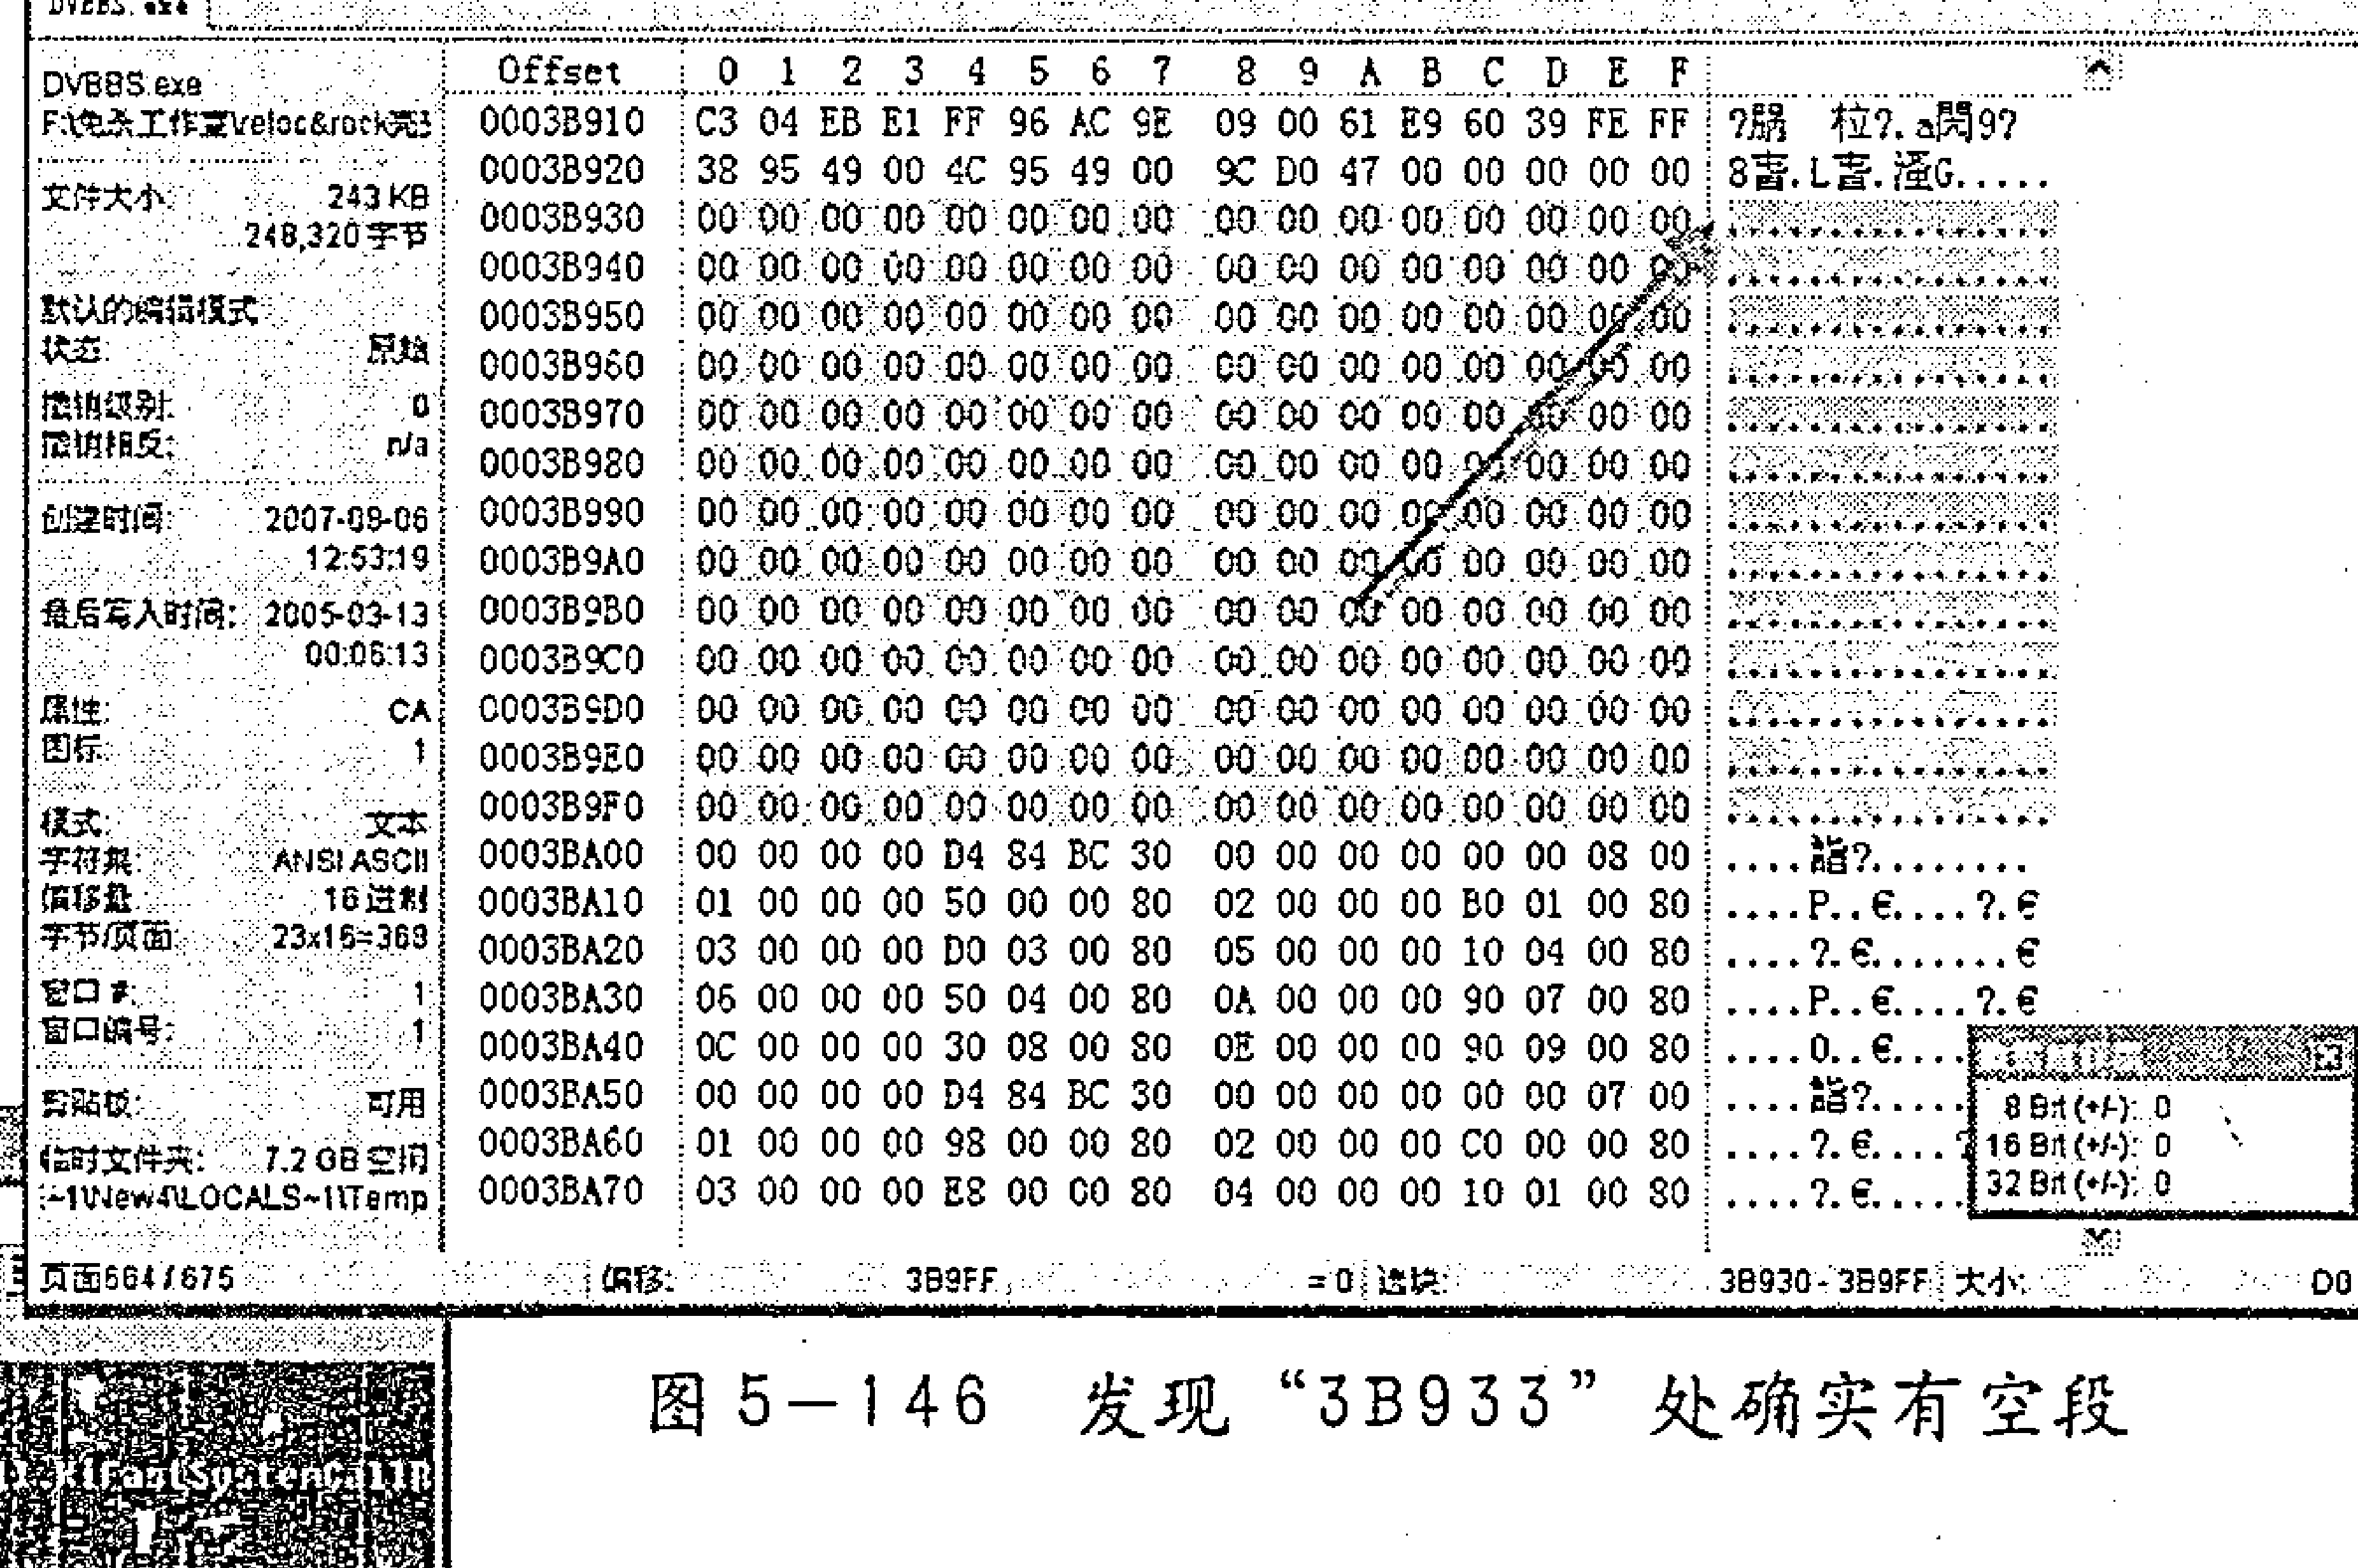 DVBBS.exe
DVBBS.exe
F:\免杀工作室\veloc&rock壳
文件大小: 243 KB
248,320 字节
默认的编辑模式
状态: 原始
撤销级别: 0
撤销相反: n/a
创建时间: 2007-09-06
12:53:19
最后写入时间: 2005-03-13
00:06:13
属性: CA
图标: 1
模式: 文本
字符集: ANSI ASCII
偏移量: 16 进制
字节/页面: 23x16=368
窗口 #: 1
窗口编号: 1
剪贴板: 可用
临时文件夹: 7.2 GB 空间
:~1\New4\LOCALS~1\Temp
Offset 0 1 2 3 4 5 6 7 8 9 A B C D E F
0003B910 C3 04 EB E1 FF 96 AC 9E 09 00 61 E9 60 39 FE FF
0003B920 38 95 49 00 4C 95 49 00 9C D0 47 00 00 00 00 00
0003B930 00 00 00 00 00 00 00 00 00 00 00 00 00 00 00 00 ................
0003B940 00 00 00 00 00 00 00 00 00 00 00 00 00 00 00 00 ................
0003B950 00 00 00 00 00 00 00 00 00 00 00 00 00 00 00 00 ................
0003B960 00 00 00 00 00 00 00 00 00 00 00 00 00 00 00 00 ................
0003B970 00 00 00 00 00 00 00 00 00 00 00 00 00 00 00 00 ................
0003B980 00 00 00 00 00 00 00 00 00 00 00 00 00 00 00 00 ................
0003B990 00 00 00 00 00 00 00 00 00 00 00 00 00 00 00 00 ................
0003B9A0 00 00 00 00 00 00 00 00 00 00 00 00 00 00 00 00 ................
0003B9B0 00 00 00 00 00 00 00 00 00 00 00 00 00 00 00 00 ................
0003B9C0 00 00 00 00 00 00 00 00 00 00 00 00 00 00 00 00 ................
0003B9D0 00 00 00 00 00 00 00 00 00 00 00 00 00 00 00 00 ................
0003B9E0 00 00 00 00 00 00 00 00 00 00 00 00 00 00 00 00 ................
0003B9F0 00 00 00 00 00 00 00 00 00 00 00 00 00 00 00 00 ................
0003BA00 00 00 00 00 D4 84 BC 30 00 00 00 00 00 00 08 00
0003BA10 01 00 00 00 50 00 00 80 02 00 00 00 B0 01 00 80 ....P..€....?.€
0003BA20 03 00 00 00 D0 03 00 80 05 00 00 00 10 04 00 80 ....?.€.......€
0003BA30 06 00 00 00 50 04 00 80 0A 00 00 00 90 07 00 80 ....P..€....?.€
0003BA40 0C 00 00 00 30 08 00 80 0E 00 00 00 90 09 00 80 ....0..€....
0003BA50 00 00 00 00 D4 84 BC 30 00 00 00 00 00 00 07 00
0003BA60 01 00 00 00 98 00 00 80 02 00 00 00 C0 00 00 80 ....?.€....?
0003BA70 03 00 00 00 E8 00 00 80 04 00 00 00 10 01 00 80 ....?.€.....
8 Bit (+/-): 0
16 Bit (+/-): 0
32 Bit (+/-): 0
页面 664 / 675 偏移: 3B9FF = 0 选块: 3B930 - 3B9FF 大小: D0
KiFastSystemCallR
图 5-146 发现“3B933”处确实有空段